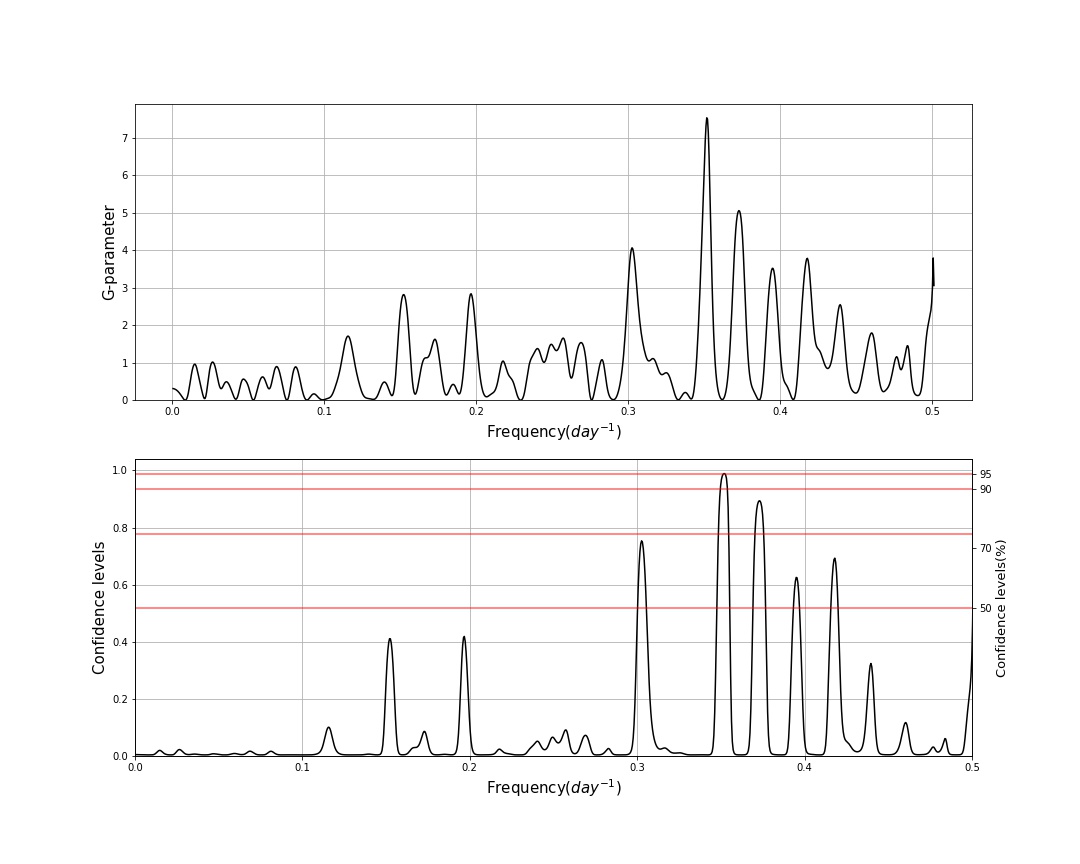 7
6
5
4
3
2
1
0
G-parameter
0.0 0.1 0.2 0.3 0.4 0.5
Frequency(day⁻¹)
1.0
0.8
0.6
0.4
0.2
0.0
Confidence levels
95
90
70
50
Confidence levels(%)
0.0 0.1 0.2 0.3 0.4 0.5
Frequency(day⁻¹)